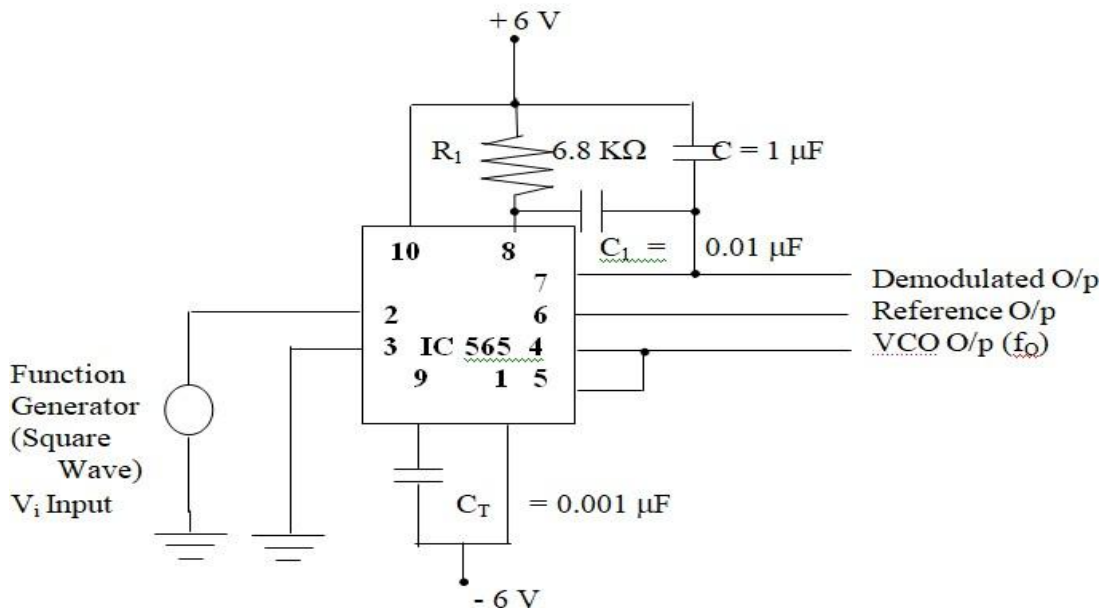 + 6 V
R₁ 6.8 KΩ C = 1 μF
C₁ = 0.01 μF
10 8
7 Demodulated O/p
2 6 Reference O/p
3 IC 565 4 VCO O/p (fO)
9 1 5
Function
Generator
(Square
Wave)
Vᵢ Input
CT = 0.001 μF
- 6 V